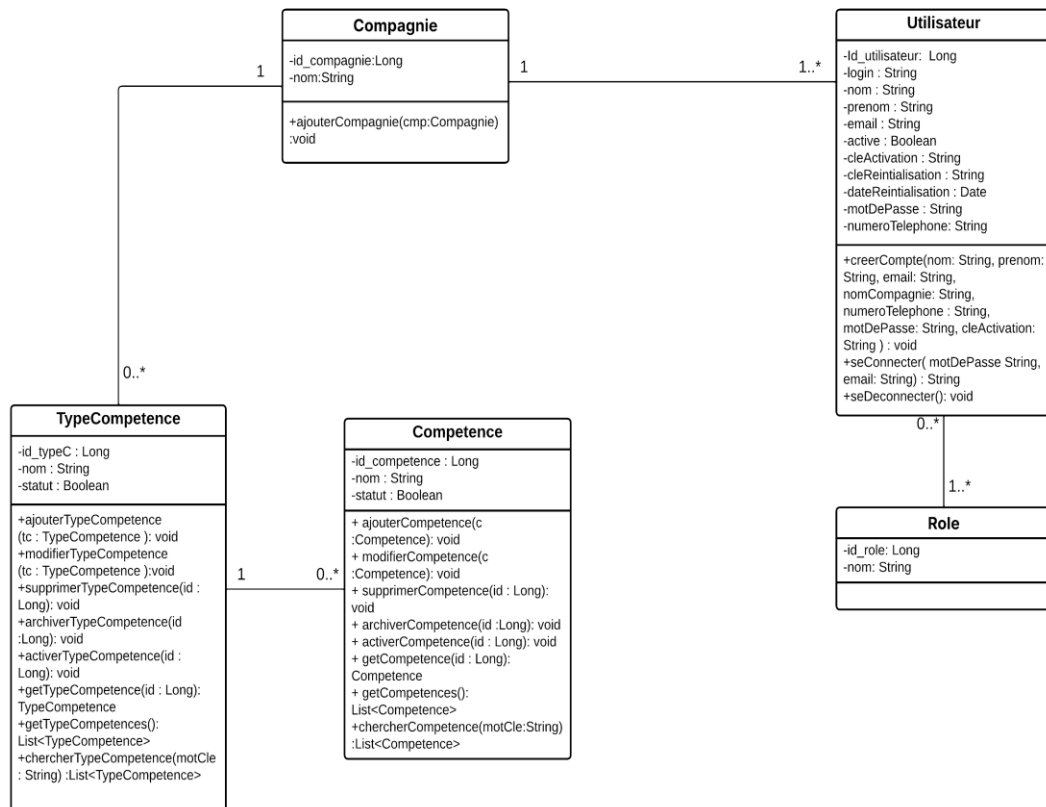 Compagnie
-id_compagnie:Long
-nom:String
+ajouterCompagnie(cmp:Compagnie)
:void
1
1
1..*
Utilisateur
-Id_utilisateur: Long
-login : String
-nom : String
-prenom : String
-email : String
-active : Boolean
-cleActivation : String
-cleReintialisation : String
-dateReintialisation : Date
-motDePasse : String
-numeroTelephone: String
+creerCompte(nom: String, prenom:
String, email: String,
nomCompagnie: String,
numeroTelephone : String,
motDePasse: String, cleActivation:
String ) : void
+seConnecter( motDePasse String,
email: String) : String
+seDeconnecter(): void
0..*
1..*
Role
-id_role: Long
-nom: String
0..*
TypeCompetence
-id_typeC : Long
-nom : String
-statut : Boolean
+ajouterTypeCompetence
(tc : TypeCompetence ): void
+modifierTypeCompetence
(tc : TypeCompetence ):void
+supprimerTypeCompetence(id :
Long): void
+archiverTypeCompetence(id
:Long): void
+activerTypeCompetence(id :
Long): void
+getTypeCompetence(id : Long):
TypeCompetence
+getTypeCompetences():
List<TypeCompetence>
+chercherTypeCompetence(motCle
: String) :List<TypeCompetence>
1
0..*
Competence
-id_competence : Long
-nom : String
-statut : Boolean
+ ajouterCompetence(c
:Competence): void
+ modifierCompetence(c
:Competence): void
+ supprimerCompetence(id : Long):
void
+ archiverCompetence(id :Long): void
+ activerCompetence(id : Long): void
+ getCompetence(id : Long):
Competence
+ getCompetences():
List<Competence>
+chercherCompetence(motCle:String)
:List<Competence>